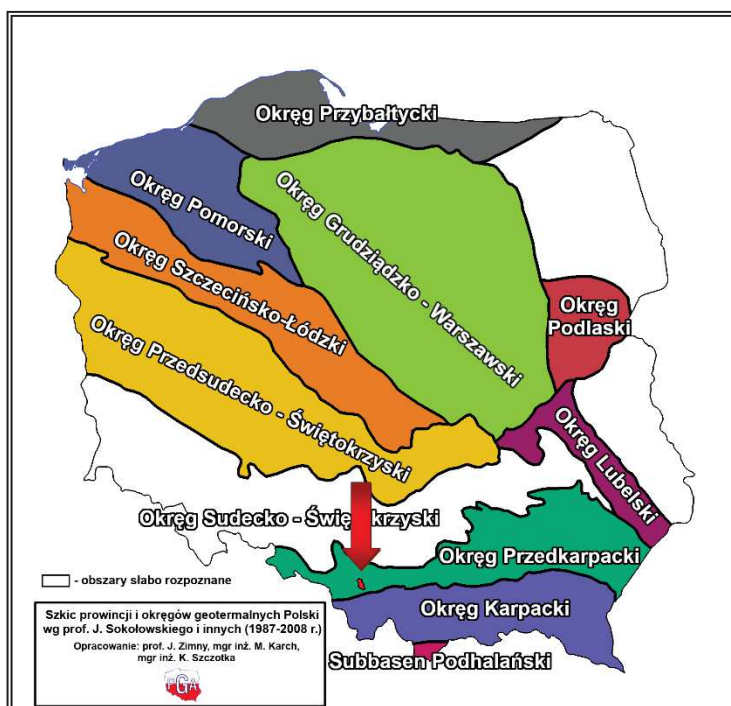 Okręg Przybałtycki
Okręg Pomorski
Okręg Grudziądzko - Warszawski
Okręg Szczecińsko-Łódzki
Okręg
Podlaski
Okręg Przedsudecko - Świętokrzyski
Okręg Lubelski
Okręg Sudecko - Świętokrzyski
Okręg Przedkarpacki
- obszary słabo rozpoznane
Okręg Karpacki
Subbasen Podhalański
Szkic prowincji i okręgów geotermalnych Polski
wg prof. J. Sokołowskiego i innych (1987-2008 r.)
Opracowanie: prof. J. Zimny, mgr inż. M. Karch,
mgr inż. K. Szczotka
PGA